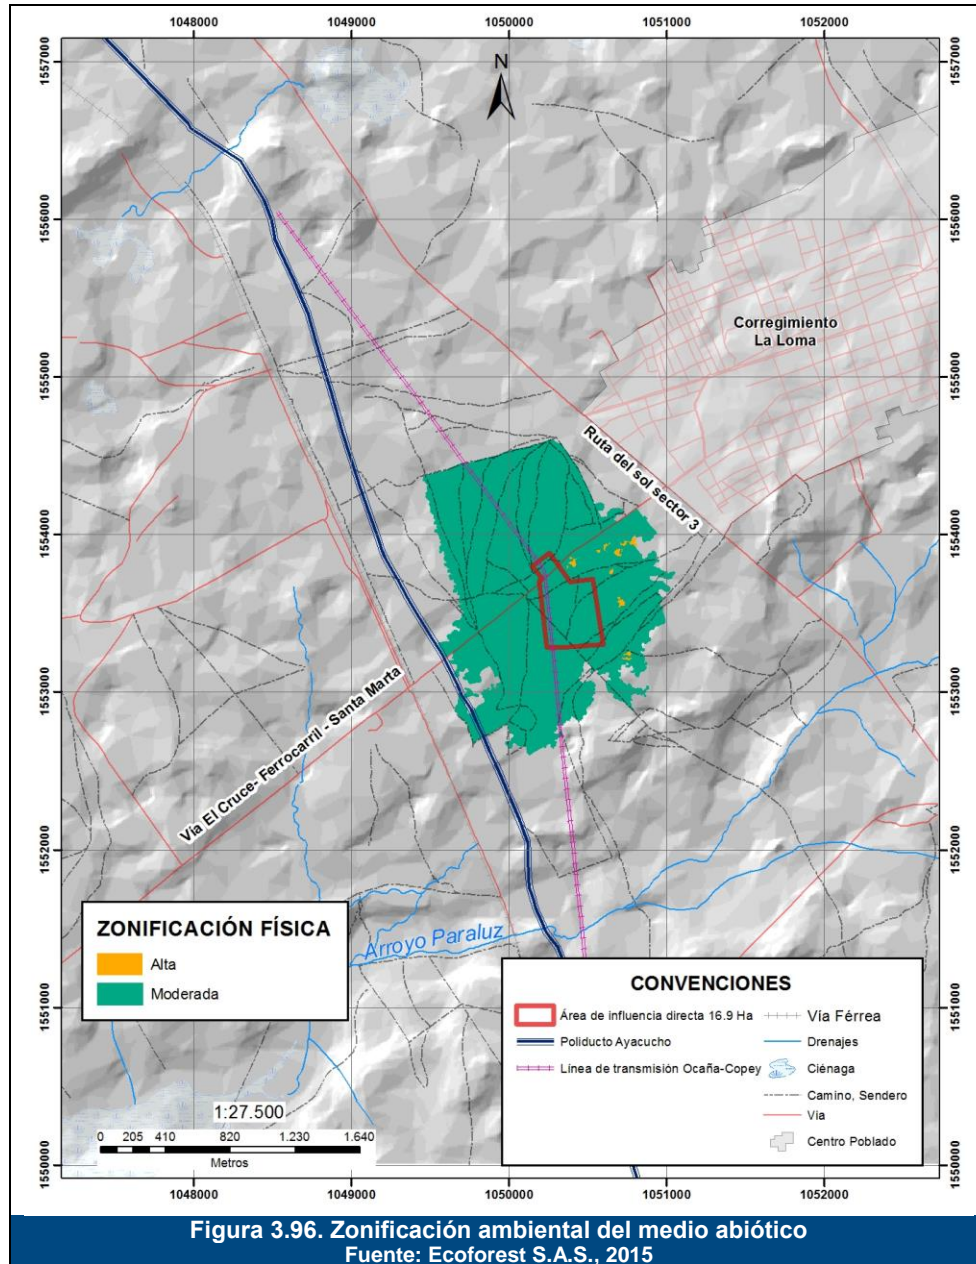 1048000 1049000 1050000 1051000 1052000
1557000 1557000
N
1556000 1556000
Corregimiento
La Loma
1555000 1555000
Ruta del sol sector 3
1554000 1554000
1553000 1553000
Vía El Cruce- Ferrocarril - Santa Marta
1552000 1552000
ZONIFICACIÓN FÍSICA
Alta
Moderada
Arroyo Paraluz
CONVENCIONES
Área de influencia directa 16.9 Ha
Poliducto Ayacucho
Línea de transmisión Ocaña-Copey
Vía Férrea
Drenajes
Ciénaga
Camino, Sendero
Via
Centro Poblado
1551000 1551000
1:27.500
0 205 410 820 1.230 1.640
Metros
1550000 1550000
1048000 1049000 1050000 1051000 1052000
Figura 3.96. Zonificación ambiental del medio abiótico
Fuente: Ecoforest S.A.S., 2015